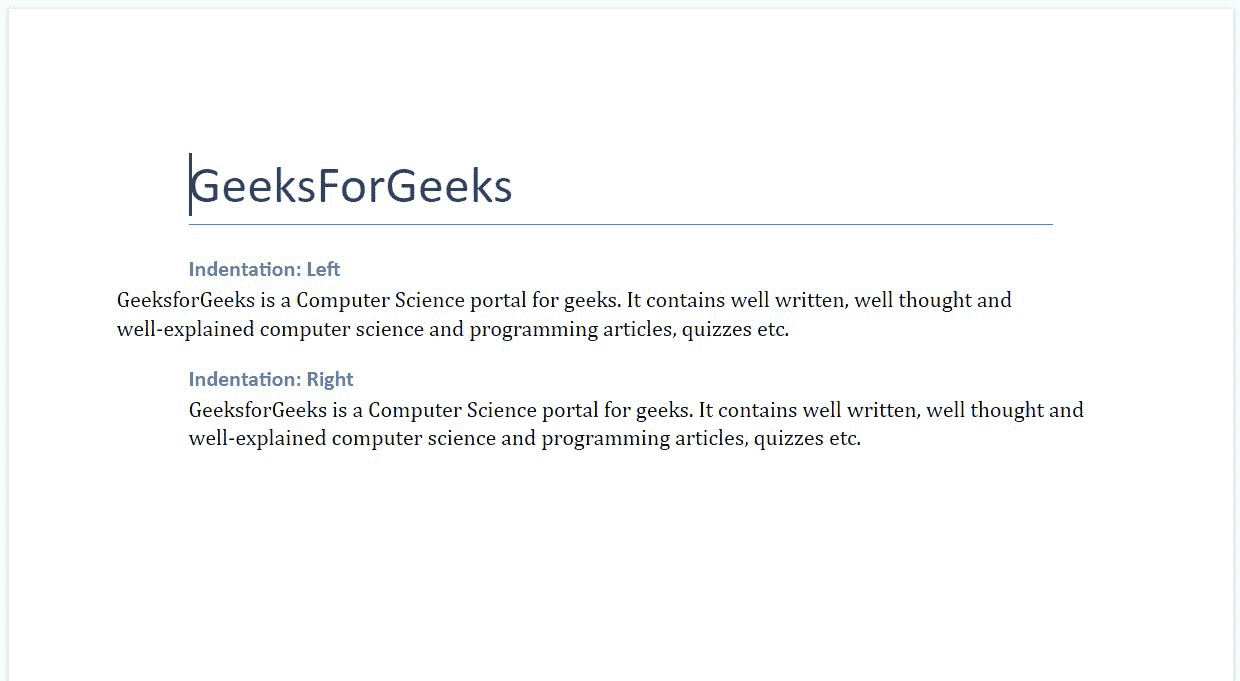 GeeksForGeeks
Indentation: Left
GeeksforGeeks is a Computer Science portal for geeks. It contains well written, well thought and
well-explained computer science and programming articles, quizzes etc.
Indentation: Right
GeeksforGeeks is a Computer Science portal for geeks. It contains well written, well thought and
well-explained computer science and programming articles, quizzes etc.